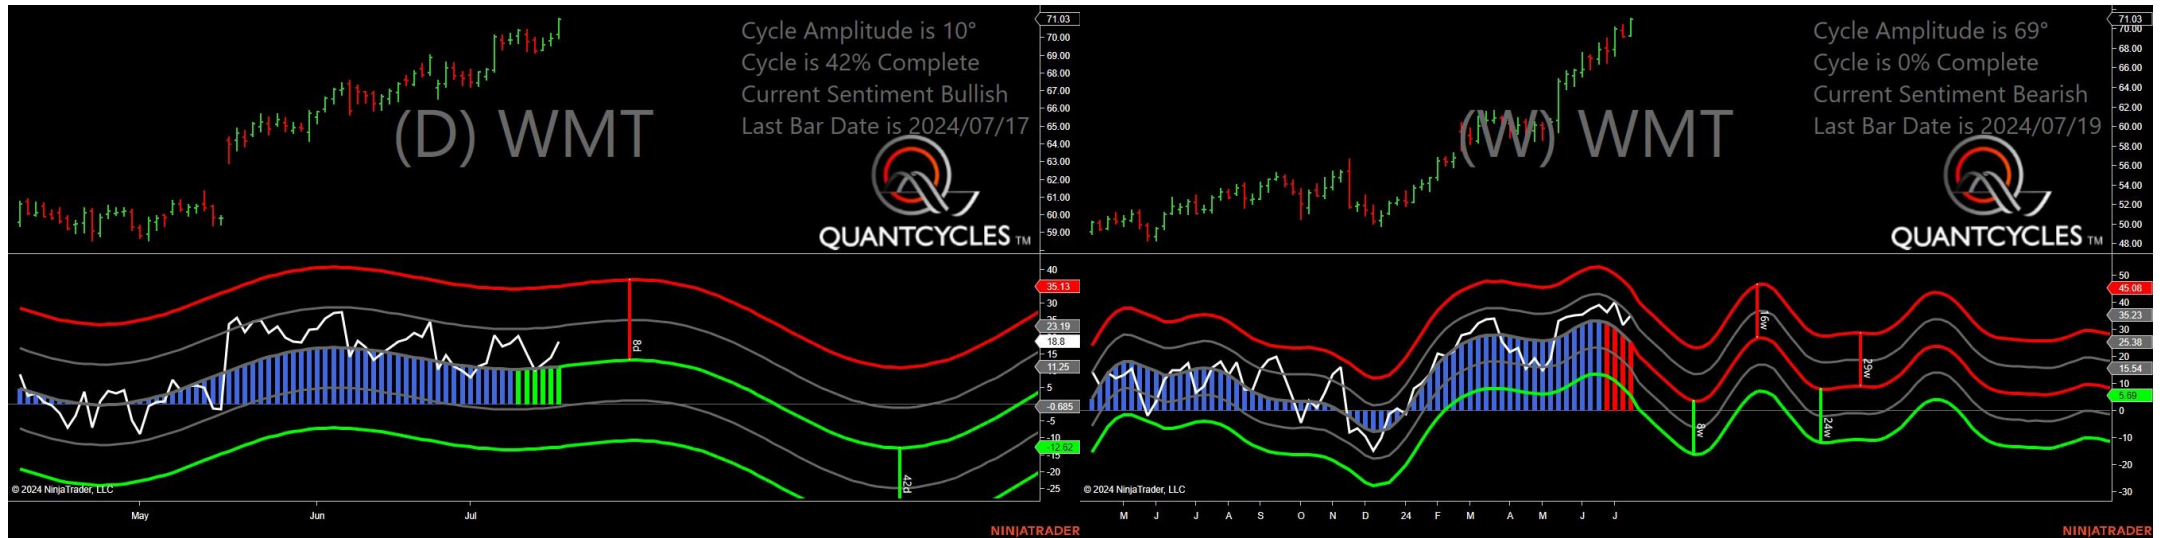 Cycle Amplitude is 10°
Cycle is 42% Complete
Current Sentiment Bullish
Last Bar Date is 2024/07/17
(D) WMT
QUANTCYCLES TM
71.03
70.00
69.00
68.00
67.00
66.00
65.00
64.00
63.00
62.00
61.00
60.00
59.00
40
35.13
30
23.19
18.8
15
11.25
5
-0.685
-5
-10
-12.62
-15
-20
-25
8d
42d
© 2024 NinjaTrader, LLC
May Jun Jul
NINJATRADER
Cycle Amplitude is 69°
Cycle is 0% Complete
Current Sentiment Bearish
Last Bar Date is 2024/07/19
(W) WMT
QUANTCYCLES TM
71.03
70.00
68.00
66.00
64.00
62.00
60.00
58.00
56.00
54.00
52.00
50.00
48.00
50
45.08
40
35.23
30
25.38
20
15.54
10
5.69
0
-10
-20
-30
16w
29w
8w
24w
© 2024 NinjaTrader, LLC
M J J A S O N D 24 F M A M J J
NINJATRADER